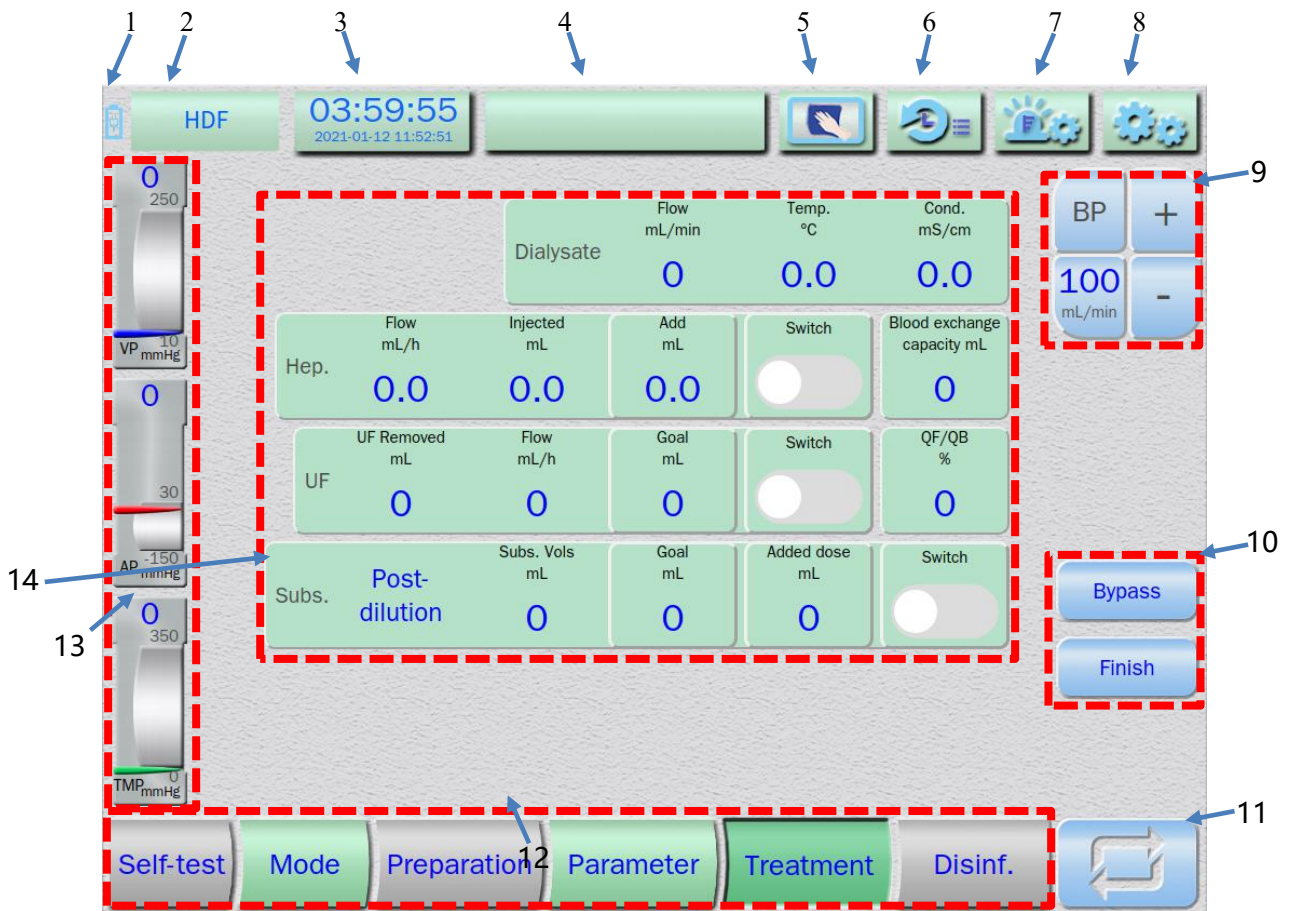 1 2 3 4 5 6 7 8
HDF
03:59:55
2021-01-12 11:52:51
F
9
BP +
100
mL/min
-
0
250
10
VP mmHg
0
30
-150
AP mmHg
0
350
0
TMP mmHg
13
14
Dialysate
Flow
mL/min
0
Temp.
°C
0.0
Cond.
mS/cm
0.0
Hep.
Flow
mL/h
0.0
Injected
mL
0.0
Add
mL
0.0
Switch
Blood exchange
capacity mL
0
UF
UF Removed
mL
0
Flow
mL/h
0
Goal
mL
0
Switch
QF/QB
%
0
Subs.
Post-
dilution
Subs. Vols
mL
0
Goal
mL
0
Added dose
mL
0
Switch
10
Bypass
Finish
11
12
Self-test Mode Preparation Parameter Treatment Disinf.